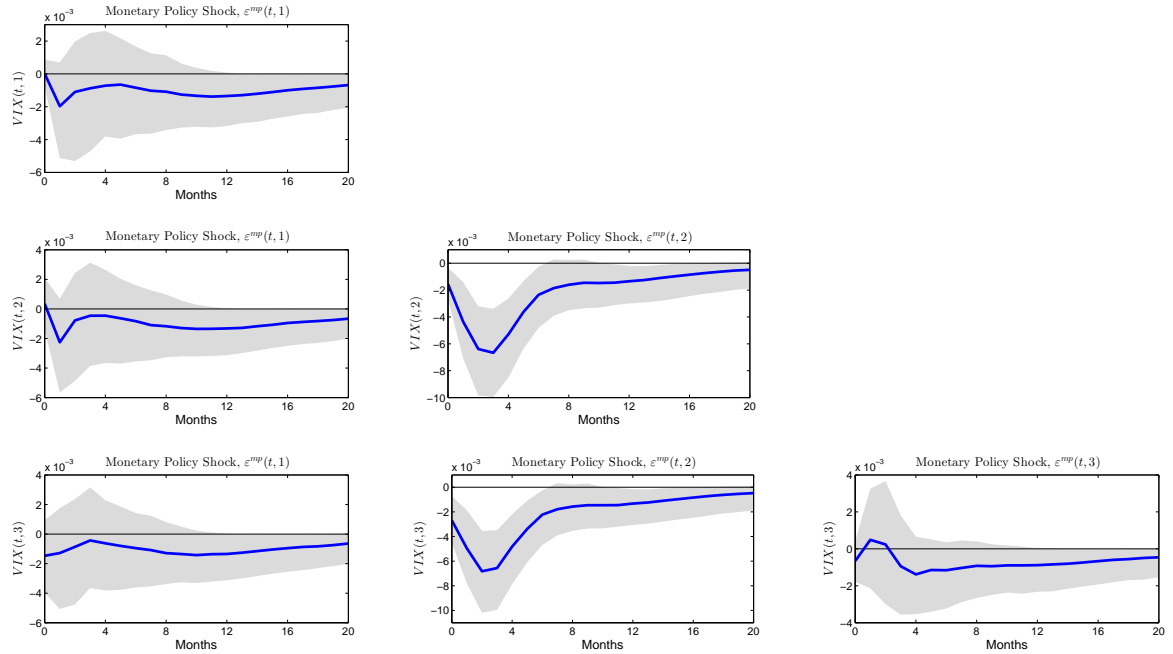 Monetary Policy Shock, ε^{mp}(t, 1)
x 10⁻³
2
0
−2
−4
−6
VIX(t, 1)
0 4 8 12 16 20
Months
Monetary Policy Shock, ε^{mp}(t, 1)
x 10⁻³
4
2
0
−2
−4
−6
VIX(t, 2)
0 4 8 12 16 20
Months
Monetary Policy Shock, ε^{mp}(t, 2)
x 10⁻³
0
−2
−4
−6
−8
−10
VIX(t, 2)
0 4 8 12 16 20
Months
Monetary Policy Shock, ε^{mp}(t, 1)
x 10⁻³
4
2
0
−2
−4
−6
VIX(t, 3)
0 4 8 12 16 20
Months
Monetary Policy Shock, ε^{mp}(t, 2)
x 10⁻³
0
−2
−4
−6
−8
−10
VIX(t, 3)
0 4 8 12 16 20
Months
Monetary Policy Shock, ε^{mp}(t, 3)
x 10⁻³
4
2
0
−2
−4
VIX(t, 3)
0 4 8 12 16 20
Months